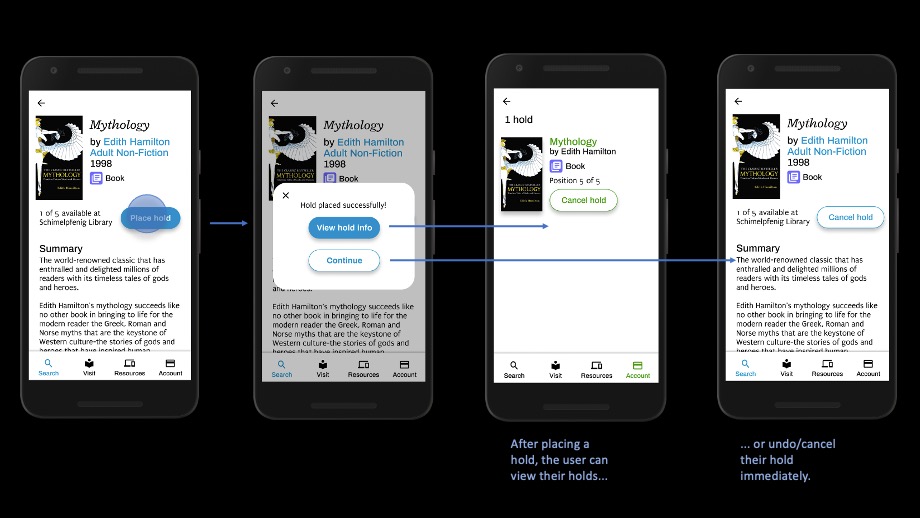 Mythology
by Edith Hamilton
Adult Non-Fiction
1998
Book
MYTHOLOGY
1 of 5 available at
Schimelpfenig Library
Place hold
Summary
The world-renowned classic that has
enthralled and delighted millions of
readers with its timeless tales of gods
and heroes.
Edith Hamilton's mythology succeeds like
no other book in bringing to life for the
modern reader the Greek, Roman and
Norse myths that are the keystone of
Western culture-the stories of gods and
heroes that have inspired human
Search
Visit
Resources
Account
Mythology
by Edith Hamilton
Adult Non-Fiction
1998
Book
MYTHOLOGY
Hold placed successfully!
View hold info
Continue
and heroes.
Edith Hamilton's mythology succeeds like
no other book in bringing to life for the
modern reader the Greek, Roman and
Norse myths that are the keystone of
Western culture-the stories of gods and
heroes that have inspired human
Search
Visit
Resources
Account
1 hold
Mythology
by Edith Hamilton
Book
Position 5 of 5
Cancel hold
MYTHOLOGY
Search
Visit
Resources
Account
After placing a
hold, the user can
view their holds...
Mythology
by Edith Hamilton
Adult Non-Fiction
1998
Book
MYTHOLOGY
1 of 5 available at
Schimelpfenig Library
Cancel hold
Summary
The world-renowned classic that has
enthralled and delighted millions of
readers with its timeless tales of gods
and heroes.
Edith Hamilton's mythology succeeds like
no other book in bringing to life for the
modern reader the Greek, Roman and
Norse myths that are the keystone of
Western culture-the stories of gods and
heroes that have inspired human
Search
Visit
Resources
Account
... or undo/cancel
their hold
immediately.